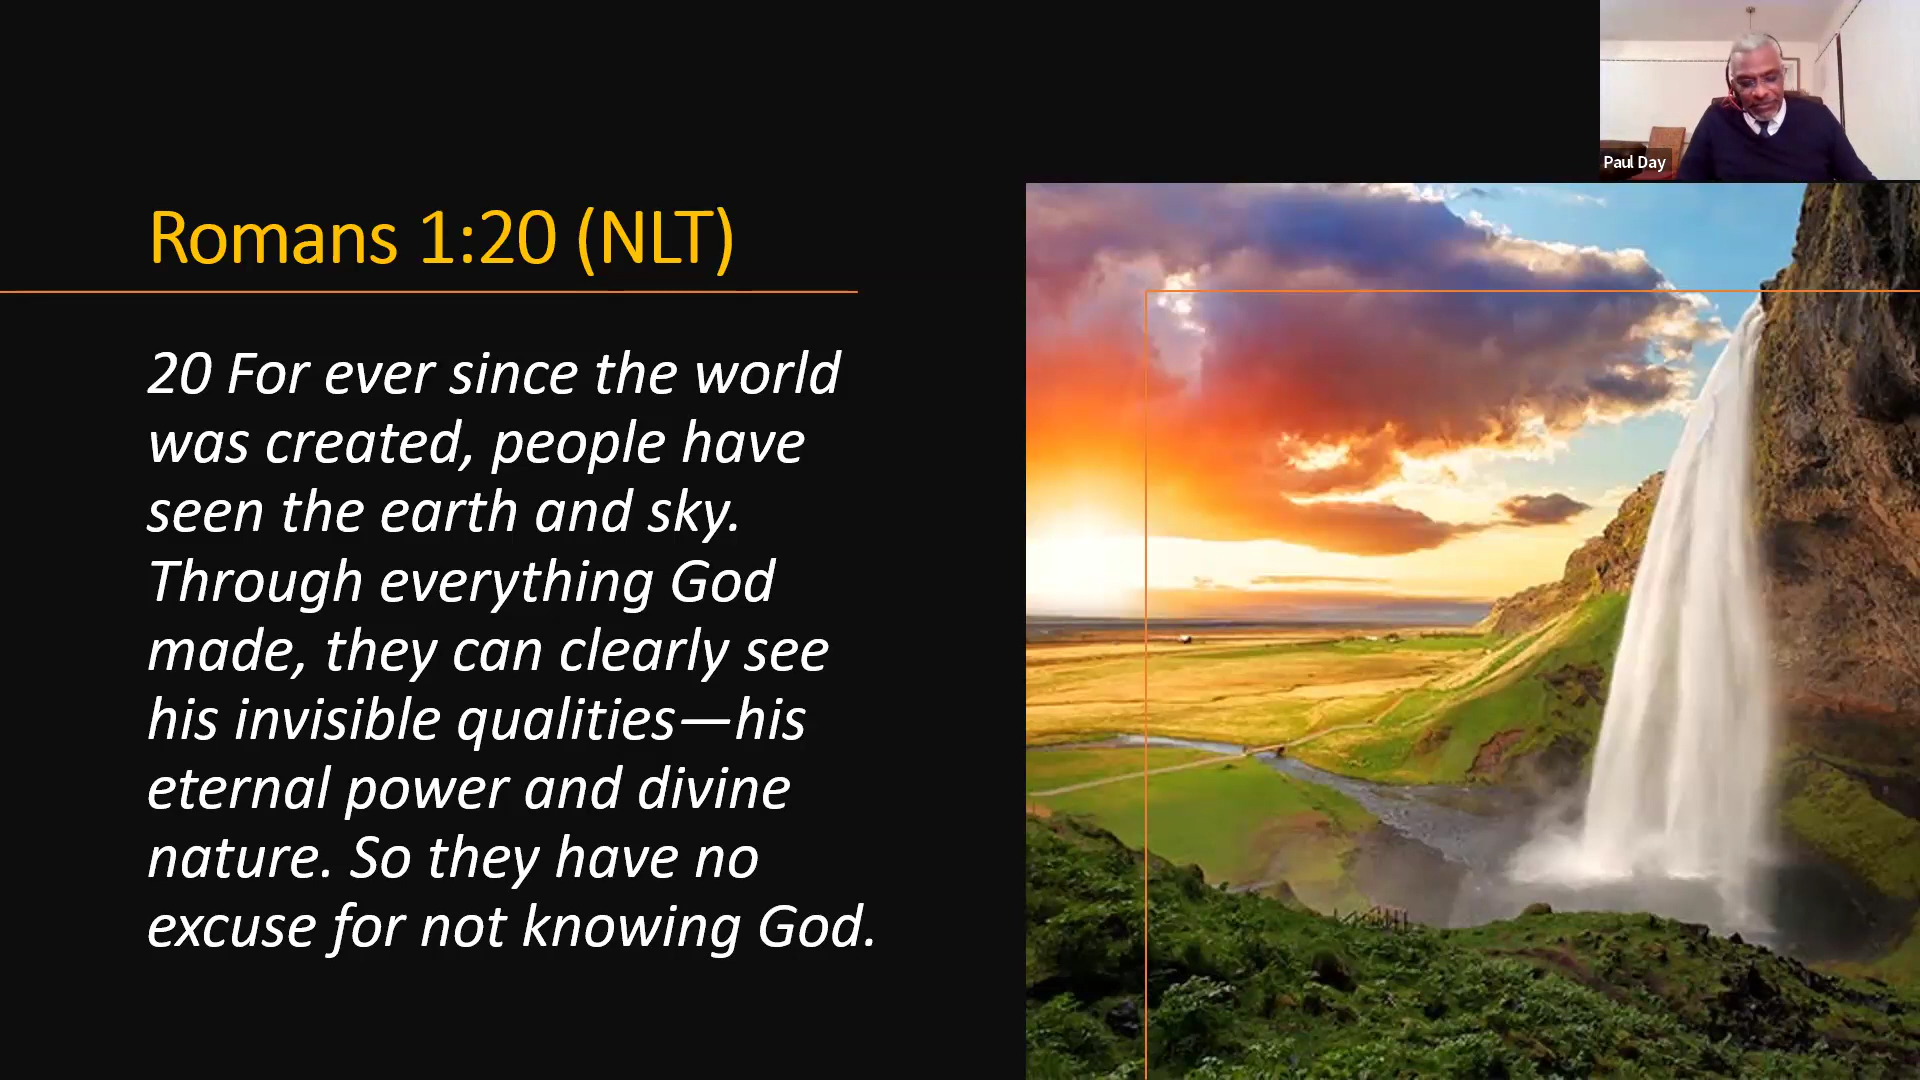 Paul Day
Romans 1:20 (NLT)
20 For ever since the world
was created, people have
seen the earth and sky.
Through everything God
made, they can clearly see
his invisible qualities—his
eternal power and divine
nature. So they have no
excuse for not knowing God.